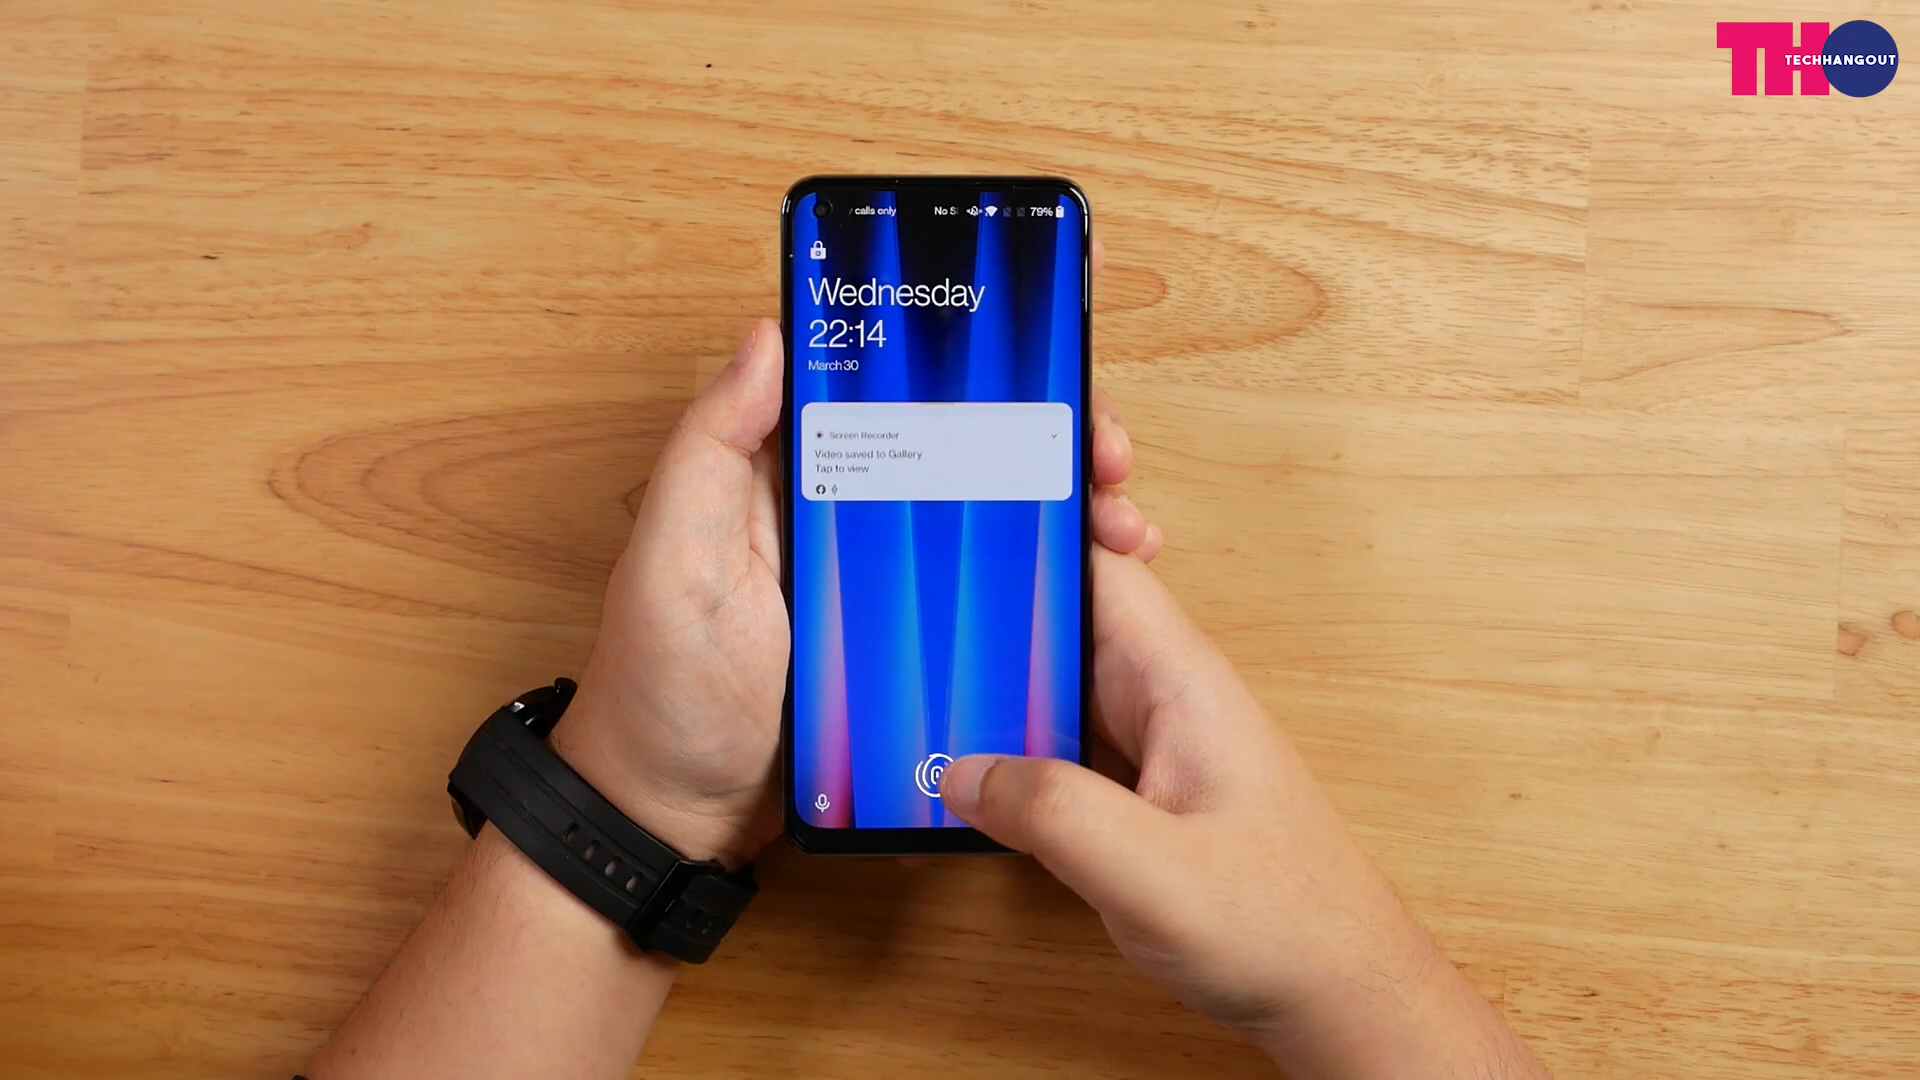 TH TECHHANGOUT
calls only No S 79%
Wednesday
22:14
March 30
Screen Recorder
Video saved to Gallery
Tap to view